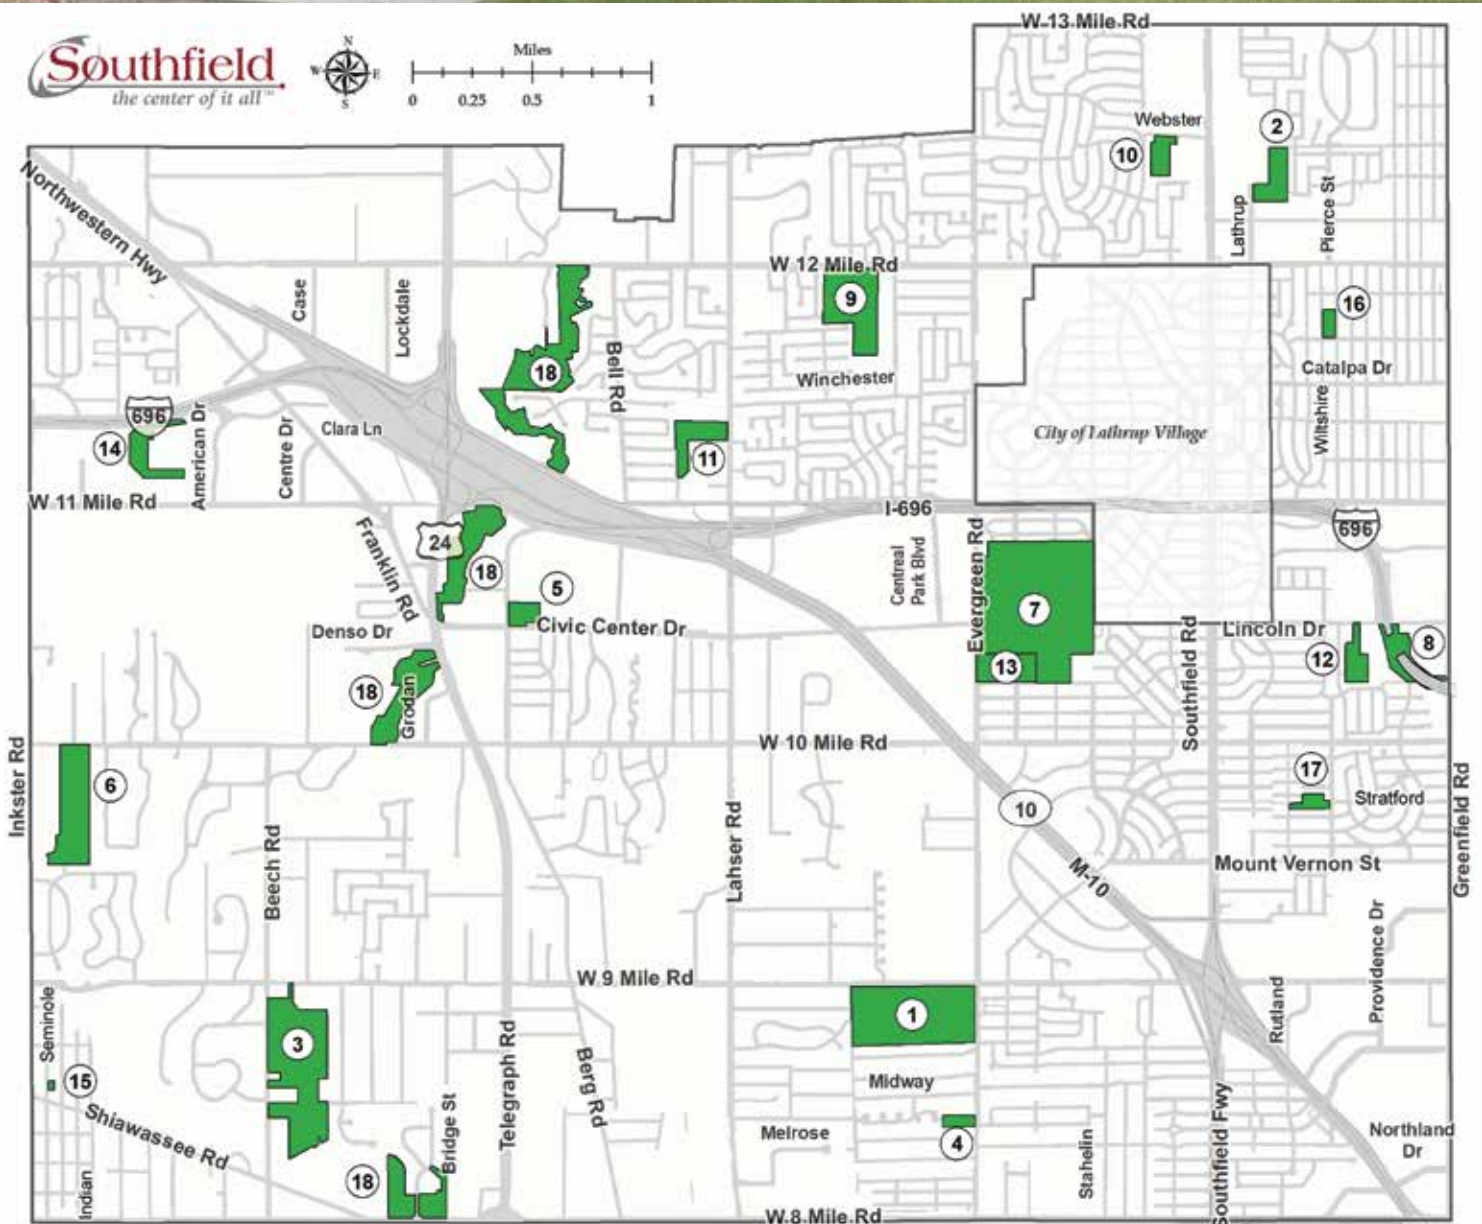 W 13 Mile Rd
Southfield
the center of it all™
N
W
E
S
Miles
0
0.25
0.5
1
Webster
2
10
Northwestern Hwy
Lathrup
Pierce St
W 12 Mile Rd
Case
Lockdale
9
16
18
Bell Rd
Winchester
Catalpa Dr
696
American Dr
Centre Dr
Clara Ln
14
11
City of Lathrup Village
Wiltshire
W 11 Mile Rd
I-696
Franklin Rd
24
18
Centreal
Park Blvd
Evergreen Rd
696
5
7
Denso Dr
Civic Center Dr
Southfield Rd
Lincoln Dr
13
12
8
18
Grodan
W 10 Mile Rd
Inkster Rd
6
17
Stratford
10
Greenfield Rd
Beech Rd
Lahser Rd
M-10
Mount Vernon St
Providence Dr
W 9 Mile Rd
Seminole
3
1
Rutland
15
Telegraph Rd
Berg Rd
Midway
Shiawassee Rd
Bridge St
Melrose
4
Stahelin
Southfield Fwy
Northland
Dr
Indian
18
W 8 Mile Rd